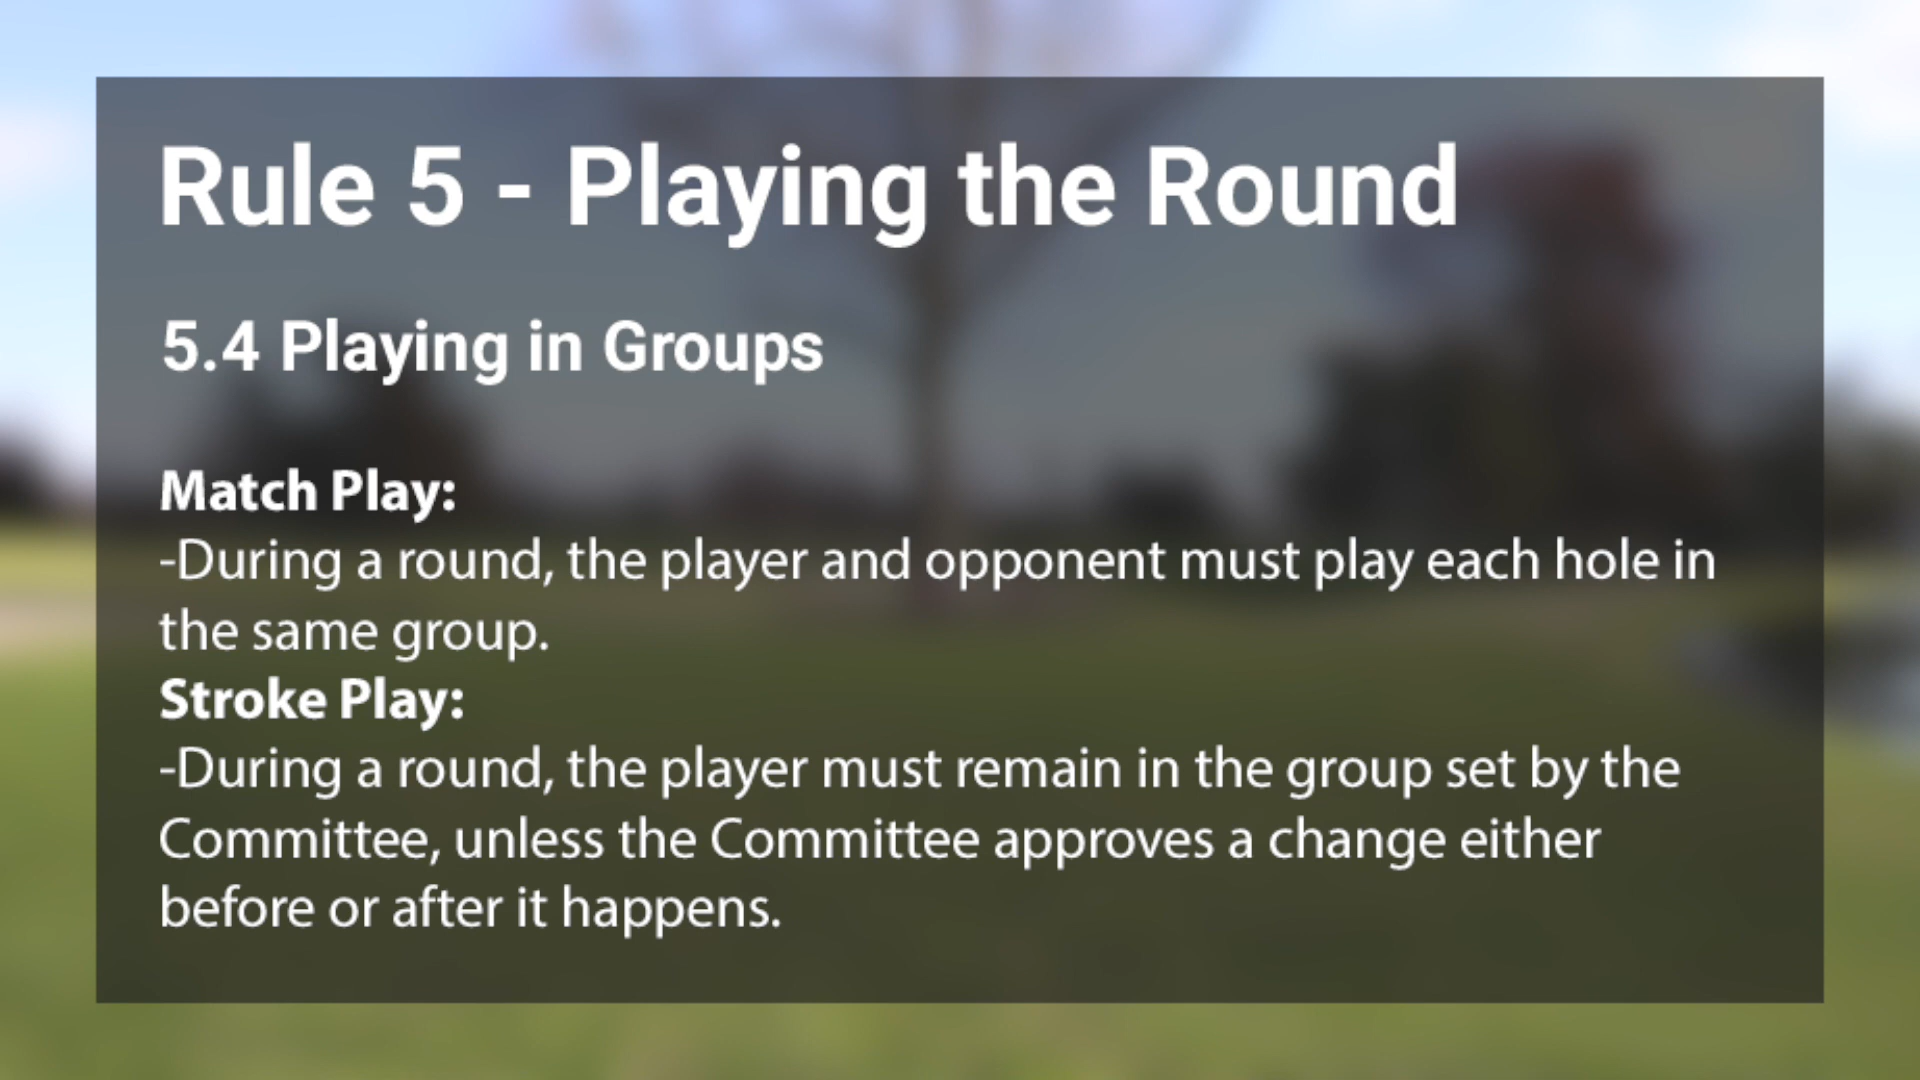 Rule 5 - Playing the Round
5.4 Playing in Groups
Match Play:
-During a round, the player and opponent must play each hole in
the same group.
Stroke Play:
-During a round, the player must remain in the group set by the
Committee, unless the Committee approves a change either
before or after it happens.